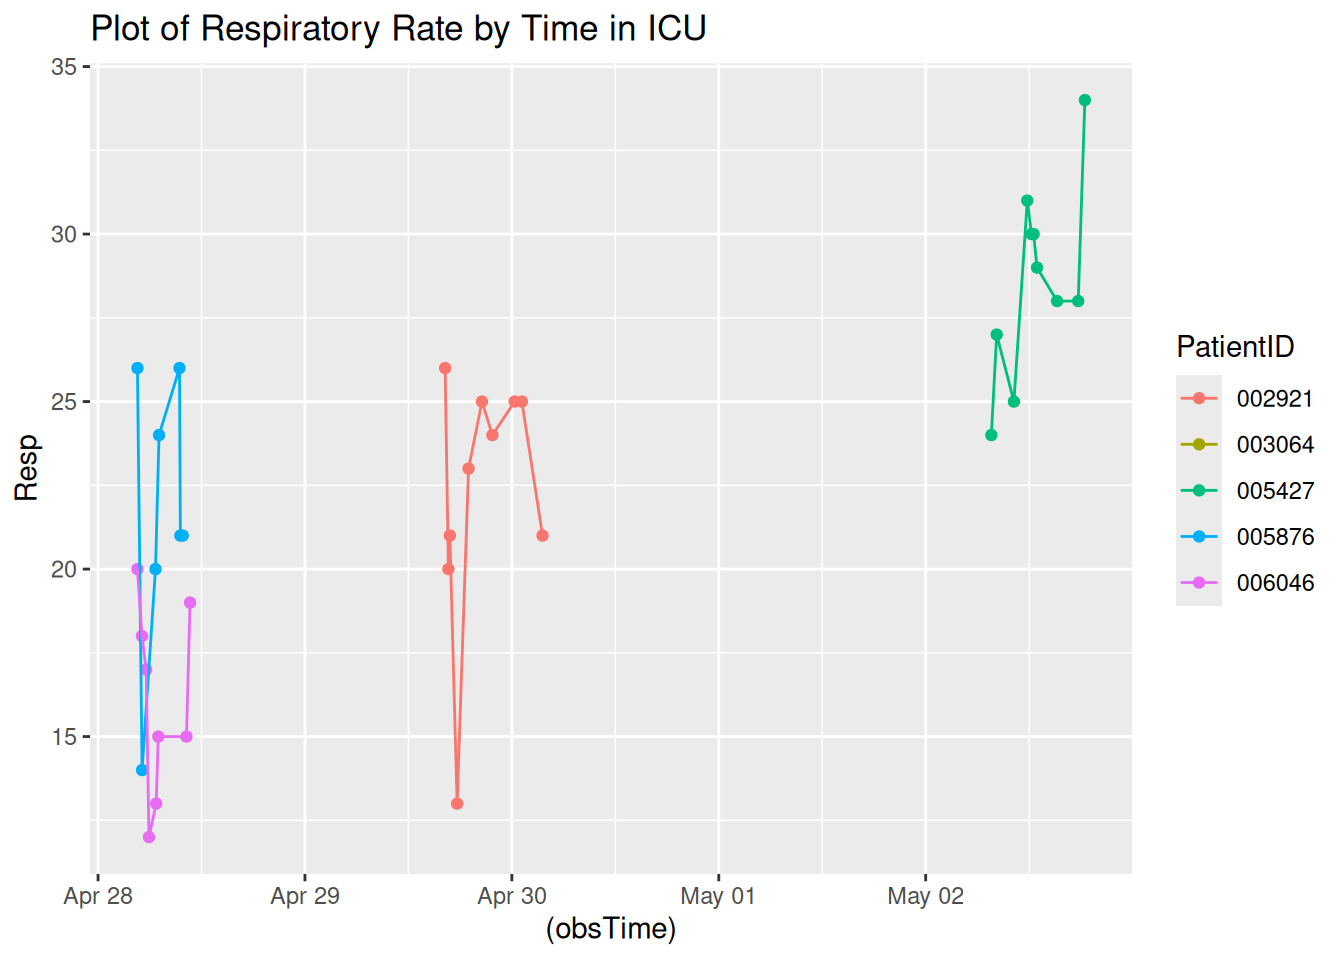 Plot of Respiratory Rate by Time in ICU
35
30
25
20
15
Resp
Apr 28
Apr 29
Apr 30
May 01
May 02
(obsTime)
PatientID
002921
003064
005427
005876
006046